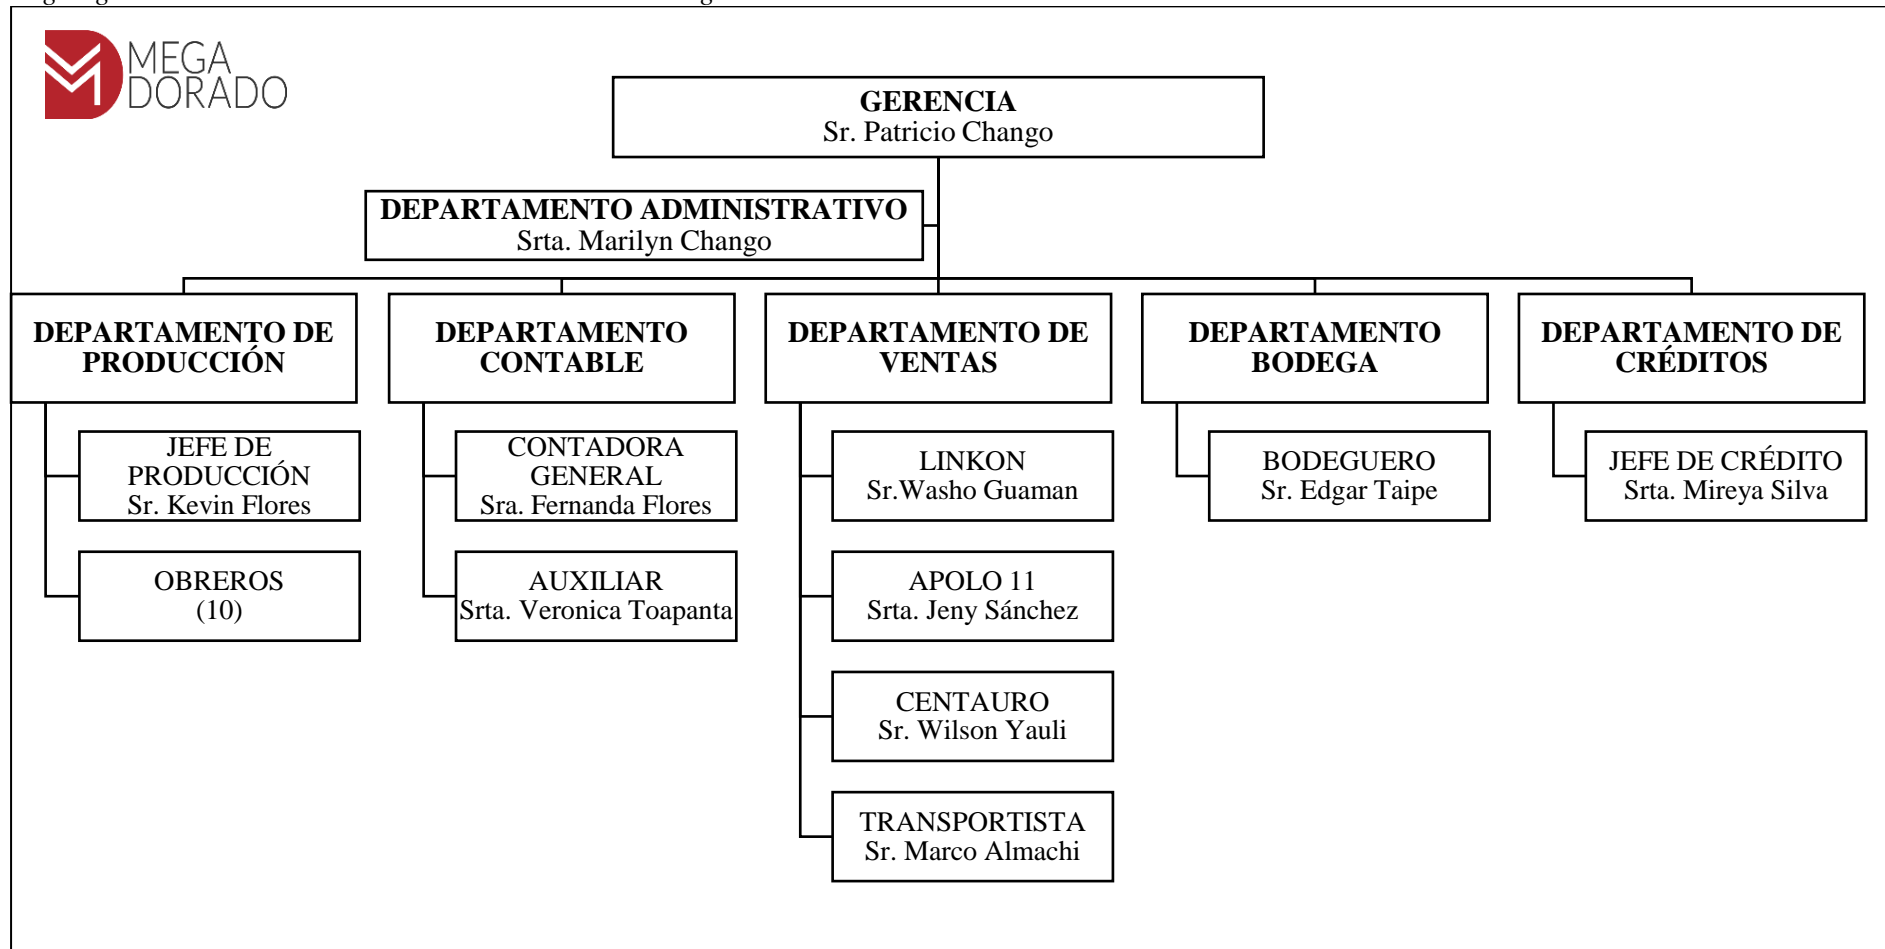 MEGA
DORADO
GERENCIA
Sr. Patricio Chango
DEPARTAMENTO ADMINISTRATIVO
Srta. Marilyn Chango
DEPARTAMENTO DE
PRODUCCIÓN
JEFE DE
PRODUCCIÓN
Sr. Kevin Flores
OBREROS
(10)
DEPARTAMENTO
CONTABLE
CONTADORA
GENERAL
Sra. Fernanda Flores
AUXILIAR
Srta. Veronica Toapanta
DEPARTAMENTO DE
VENTAS
LINKON
Sr.Washo Guaman
APOLO 11
Srta. Jeny Sánchez
CENTAURO
Sr. Wilson Yauli
TRANSPORTISTA
Sr. Marco Almachi
DEPARTAMENTO
BODEGA
BODEGUERO
Sr. Edgar Taipe
DEPARTAMENTO DE
CRÉDITOS
JEFE DE CRÉDITO
Srta. Mireya Silva